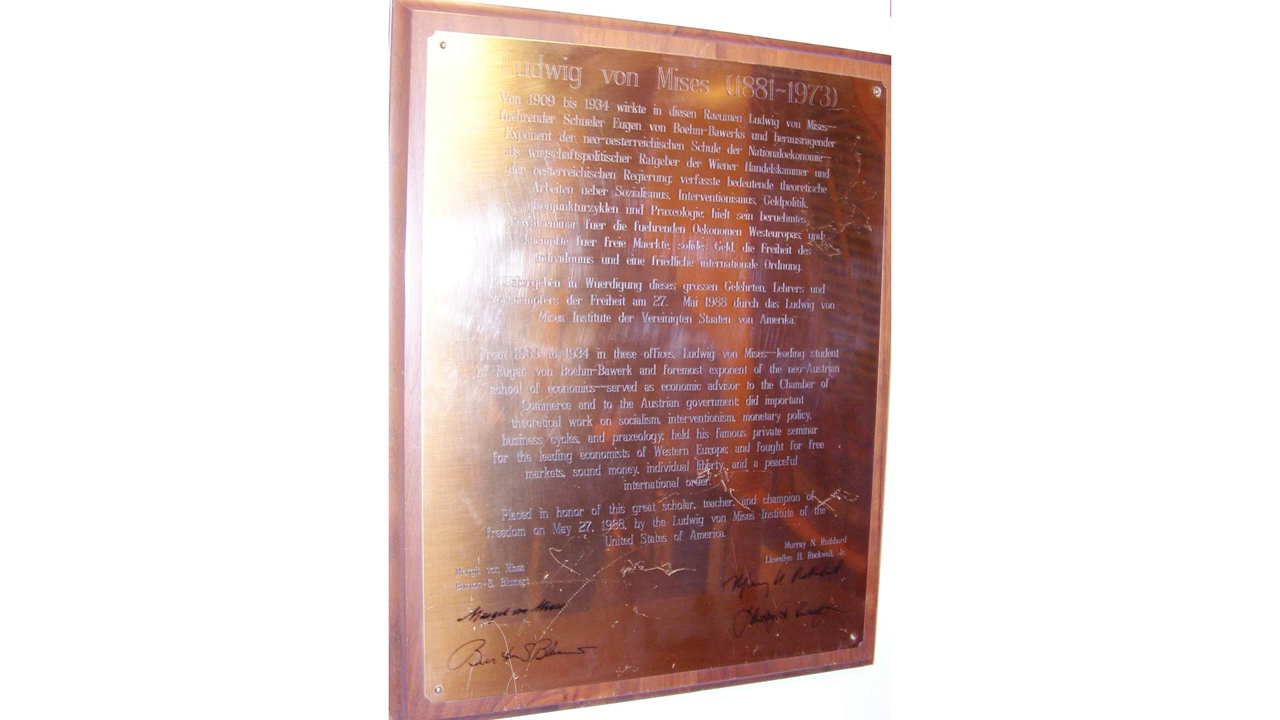 Ludwig von Mises (1881-1973)
Von 1909 bis 1934 wirkte in diesen Raeumen Ludwig von Mises—
fuehrender Schueler Eugen von Boehm-Bawerks und herausragender
Exponent der neo-oesterreichischen Schule der Nationaloekonomie—
als wirtschaftspolitischer Ratgeber der Wiener Handelskammer und
der oesterreichischen Regierung; verfasste bedeutende theoretische
Arbeiten ueber Sozialismus, Interventionismus, Geldpolitik,
Konjunkturzyklen und Praxeologie; hielt sein beruehmtes
Privatseminar fuer die fuehrenden Oekonomen Westeuropas; und
kaempfte fuer freie Maerkte, solides Geld, die Freiheit des
Individuums und eine friedliche internationale Ordnung.
gegeben in Wuerdigung dieses grossen Gelehrten, Lehrers und
Vorkaempfers der Freiheit am 27. Mai 1988 durch das Ludwig von
Mises Institute der Vereinigten Staaten von Amerika.
From 1909 to 1934 in these offices, Ludwig von Mises—leading student
of Eugen von Boehm-Bawerk and foremost exponent of the neo-Austrian
school of economics—served as economic advisor to the Chamber of
Commerce and to the Austrian government; did important
theoratical work on socialism, interventionism, monetary policy,
business cycles, and praxeology; held his famous private seminar
for the leading economists of Western Europe; and fought for free
markets, sound money, individual liberty, and a peaceful
international order.
Placed in honor of this great scholar, teacher, and champion of
freedom on May 27, 1988, by the Ludwig von Mises Institute of the
United States of America.
Margit von Mises
Burton S. Blumert
Murray N. Rothbard
Llewellyn H. Rockwell, Jr.
Margit von Mises
Murray N Rothbard